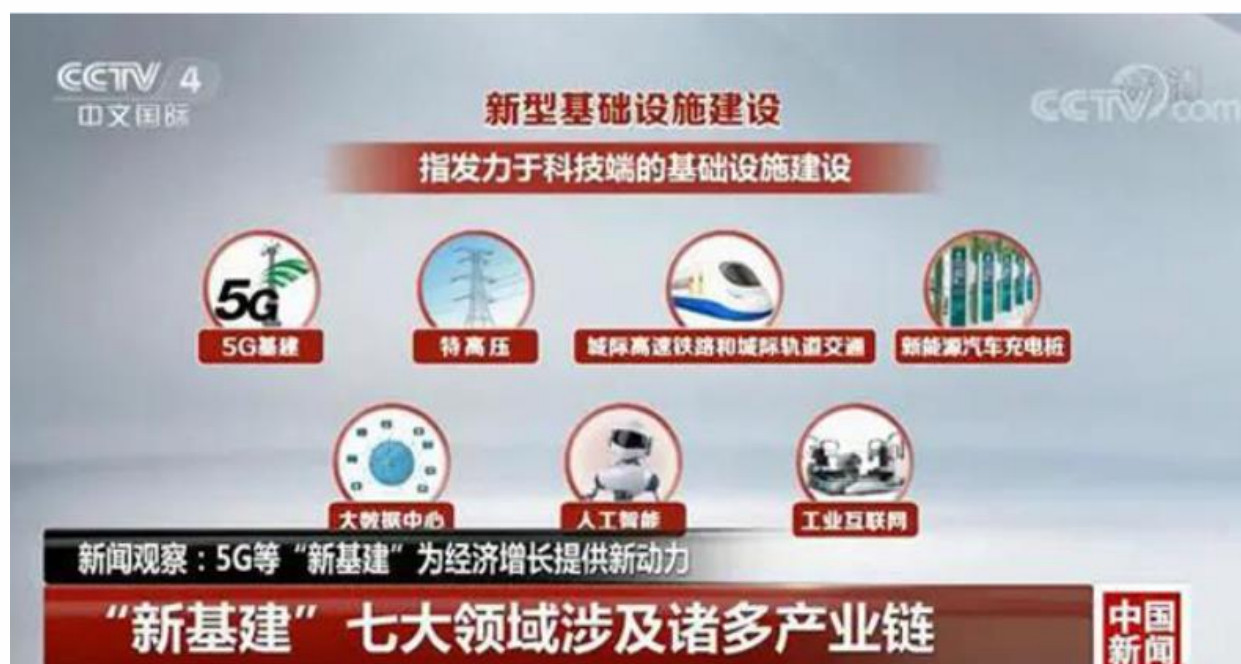 CCTV 4
中文国际
CCTV.com
新型基础设施建设
指发力于科技端的基础设施建设
5G
5G基建
特高压
城际高速铁路和城际轨道交通
新能源汽车充电桩
大数据中心
人工智能
工业互联网
新闻观察：5G等“新基建”为经济增长提供新动力
“新基建”七大领域涉及诸多产业链
中国
新闻